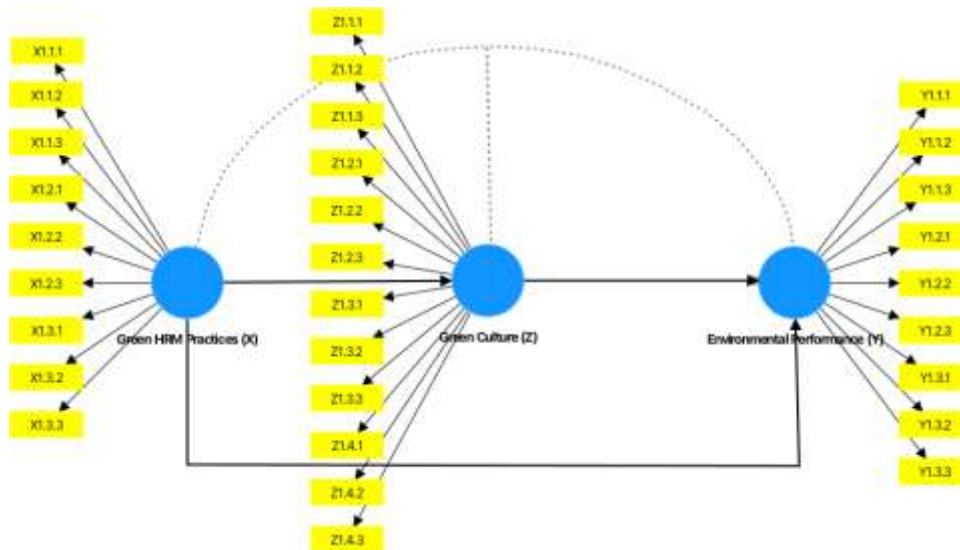 X1.1.1
X1.1.2
X1.1.3
X1.2.1
X1.2.2
X1.2.3
X1.3.1
X1.3.2
X1.3.3
Green HRM Practices (X)
Z1.1.1
Z1.1.2
Z1.1.3
Z1.2.1
Z1.2.2
Z1.2.3
Z1.3.1
Z1.3.2
Z1.3.3
Z1.4.1
Z1.4.2
Z1.4.3
Green Culture (Z)
Environmental Performance (Y)
Y1.1.1
Y1.1.2
Y1.1.3
Y1.2.1
Y1.2.2
Y1.2.3
Y1.3.1
Y1.3.2
Y1.3.3